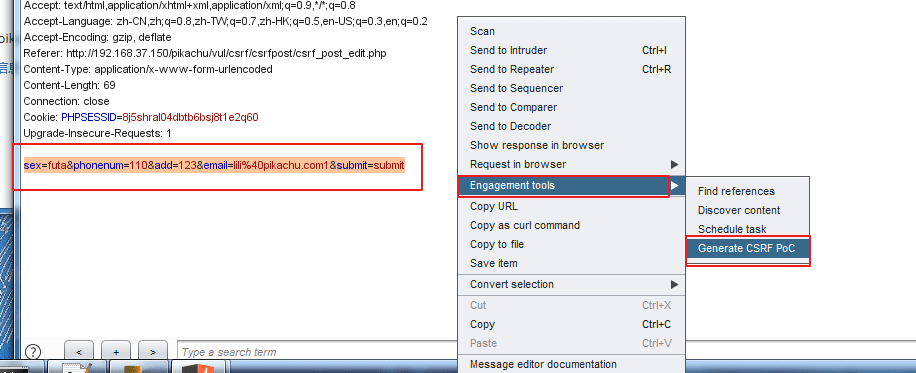 Accept: text/html,application/xhtml+xml,application/xml;q=0.9,*/*;q=0.8
Accept-Language: zh-CN,zh;q=0.8,zh-TW;q=0.7,zh-HK;q=0.5,en-US;q=0.3,en;q=0.2
Accept-Encoding: gzip, deflate
Referer: http://192.168.37.150/pikachu/vul/csrf/csrfpost/csrf_post_edit.php
Content-Type: application/x-www-form-urlencoded
Content-Length: 69
Connection: close
Cookie: PHPSESSID=8j5shral04dbtb6bsj8t1e2q60
Upgrade-Insecure-Requests: 1
sex=futa&phonenum=110&add=123&email=lili%40pikachu.com1&submit=submit
?
<
+
>
Type a search term
Scan
Send to Intruder Ctrl+I
Send to Repeater Ctrl+R
Send to Sequencer
Send to Comparer
Send to Decoder
Show response in browser
Request in browser
Engagement tools
Copy URL
Copy as curl command
Copy to file
Save item
Convert selection
Cut Ctrl+X
Copy Ctrl+C
Paste Ctrl+V
Message editor documentation
Find references
Discover content
Schedule task
Generate CSRF PoC